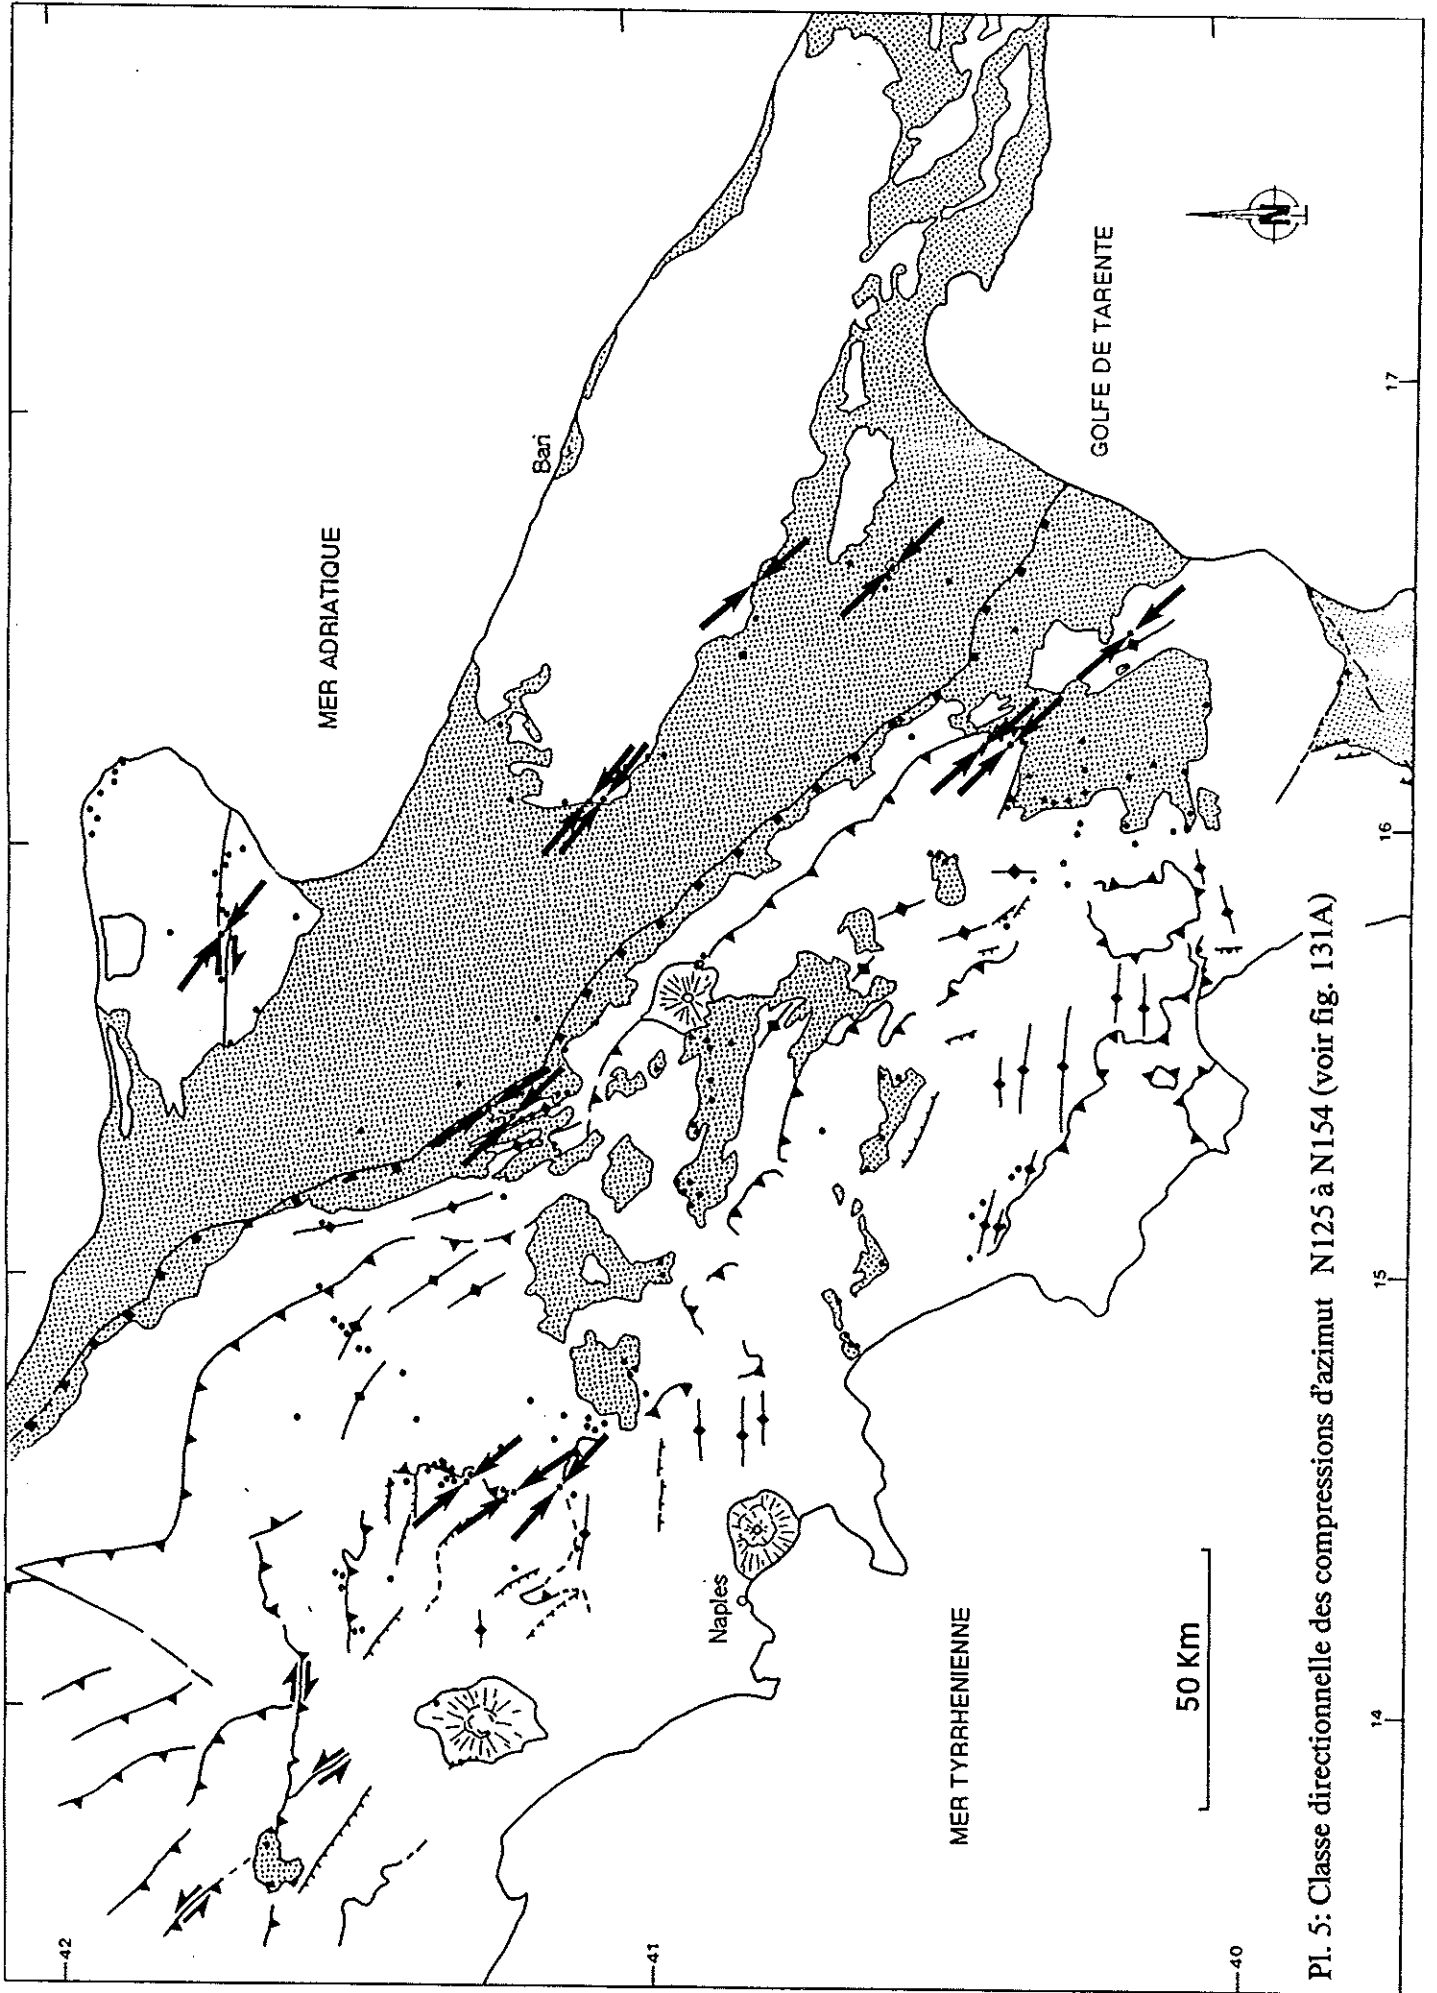 MER ADRIATIQUE
Bari
GOLFE DE TARENTE
N
Naples
MER TYRRHENIENNE
50 Km
42
41
40
14
15
16
17
Pl. 5: Classe directionnelle des compressions d'azimut N125 à N154 (voir fig. 131A)